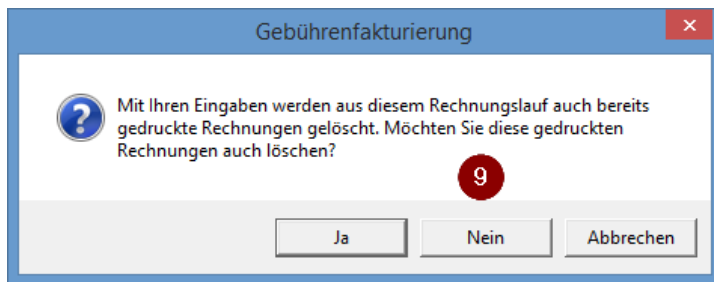 Gebührenfakturierung
Mit Ihren Eingaben werden aus diesem Rechnungslauf auch bereits
gedruckte Rechnungen gelöscht. Möchten Sie diese gedruckten
Rechnungen auch löschen?
9
Ja Nein Abbrechen